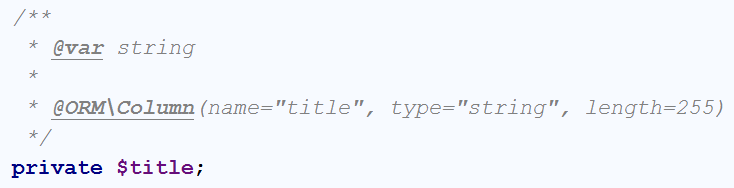 /**
 * @var string
 *
 * @ORM\Column(name="title", type="string", length=255)
 */
private $title;